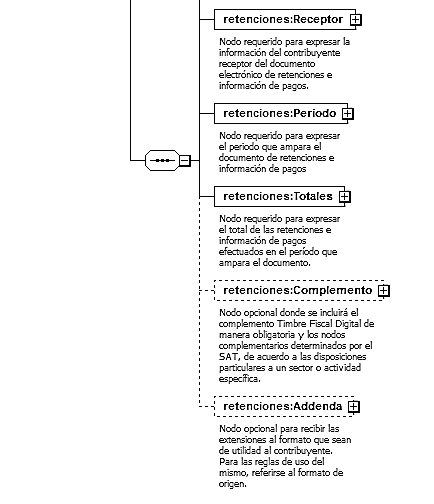 retenciones:Receptor
Nodo requerido para expresar la
información del contribuyente
receptor del documento
electrónico de retenciones e
información de pagos.
retenciones:Periodo
Nodo requerido para expresar
el periodo que ampara el
documento de retenciones e
información de pagos
retenciones:Totales
Nodo requerido para expresar
el total de las retenciones e
información de pagos
efectuados en el período que
ampara el documento.
retenciones:Complemento
Nodo opcional donde se incluirá el
complemento Timbre Fiscal Digital de
manera obligatoria y los nodos
complementarios determinados por el
SAT, de acuerdo a las disposiciones
particulares a un sector o actividad
específica.
retenciones:Addenda
Nodo opcional para recibir las
extensiones al formato que sean
de utilidad al contribuyente.
Para las reglas de uso del
mismo, referirse al formato de
origen.